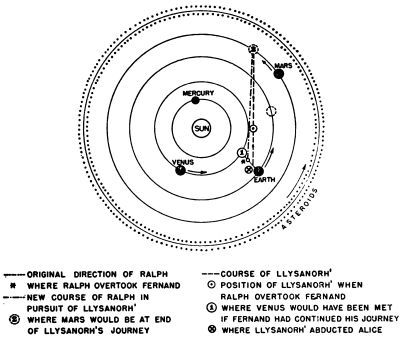 MARS
MERCURY
SUN
VENUS
EARTH
ASTEROIDS
ORIGINAL DIRECTION OF RALPH
WHERE RALPH OVERTOOK FERNAND
NEW COURSE OF RALPH IN
PURSUIT OF LLYSANORH'
2 WHERE MARS WOULD BE AT END
OF LLYSANORH'S JOURNEY
COURSE OF LLYSANORH'
POSITION OF LLYSANORH' WHEN
RALPH OVERTOOK FERNAND
1 WHERE VENUS WOULD HAVE BEEN MET
IF FERNAND HAD CONTINUED HIS JOURNEY
WHERE LLYSANORH' ABDUCTED ALICE